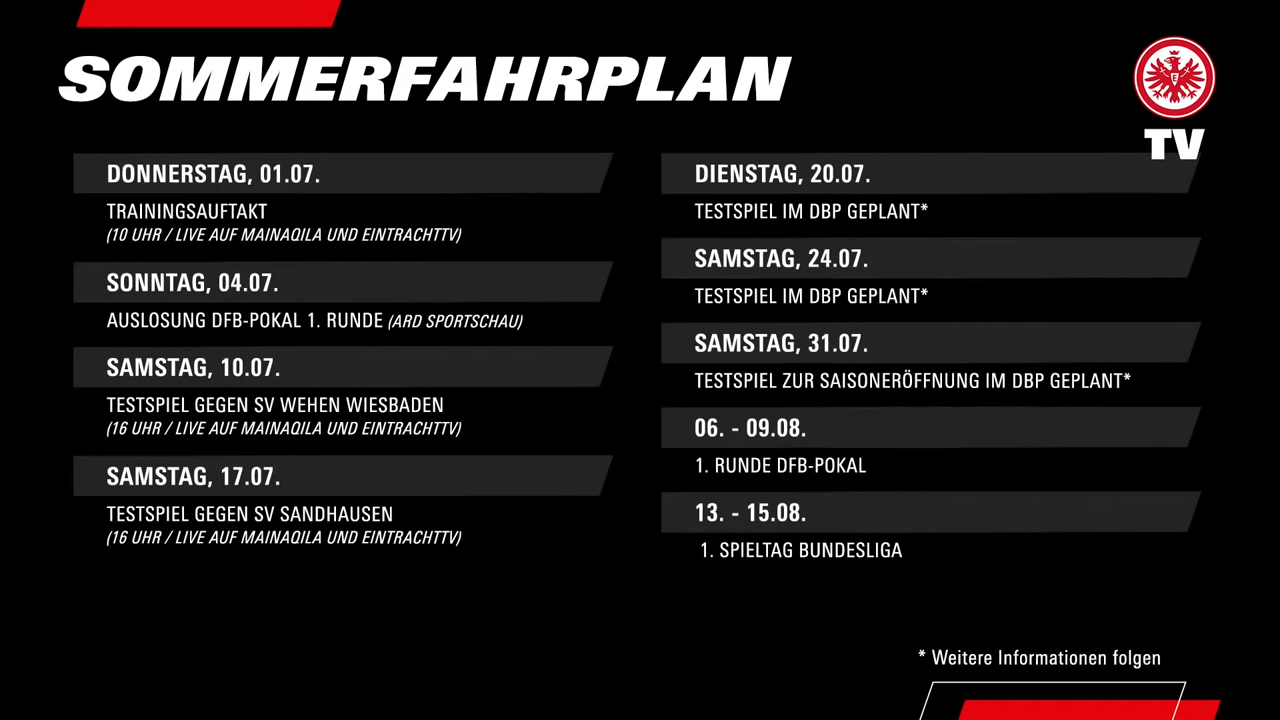 SOMMERFAHRPLAN
TV
DONNERSTAG, 01.07.
TRAININGSAUFTAKT
(10 UHR / LIVE AUF MAINAQILA UND EINTRACHTTV)
SONNTAG, 04.07.
AUSLOSUNG DFB-POKAL 1. RUNDE (ARD SPORTSCHAU)
SAMSTAG, 10.07.
TESTSPIEL GEGEN SV WEHEN WIESBADEN
(16 UHR / LIVE AUF MAINAQILA UND EINTRACHTTV)
SAMSTAG, 17.07.
TESTSPIEL GEGEN SV SANDHAUSEN
(16 UHR / LIVE AUF MAINAQILA UND EINTRACHTTV)
DIENSTAG, 20.07.
TESTSPIEL IM DBP GEPLANT*
SAMSTAG, 24.07.
TESTSPIEL IM DBP GEPLANT*
SAMSTAG, 31.07.
TESTSPIEL ZUR SAISONERÖFFNUNG IM DBP GEPLANT*
06. - 09.08.
1. RUNDE DFB-POKAL
13. - 15.08.
1. SPIELTAG BUNDESLIGA
* Weitere Informationen folgen